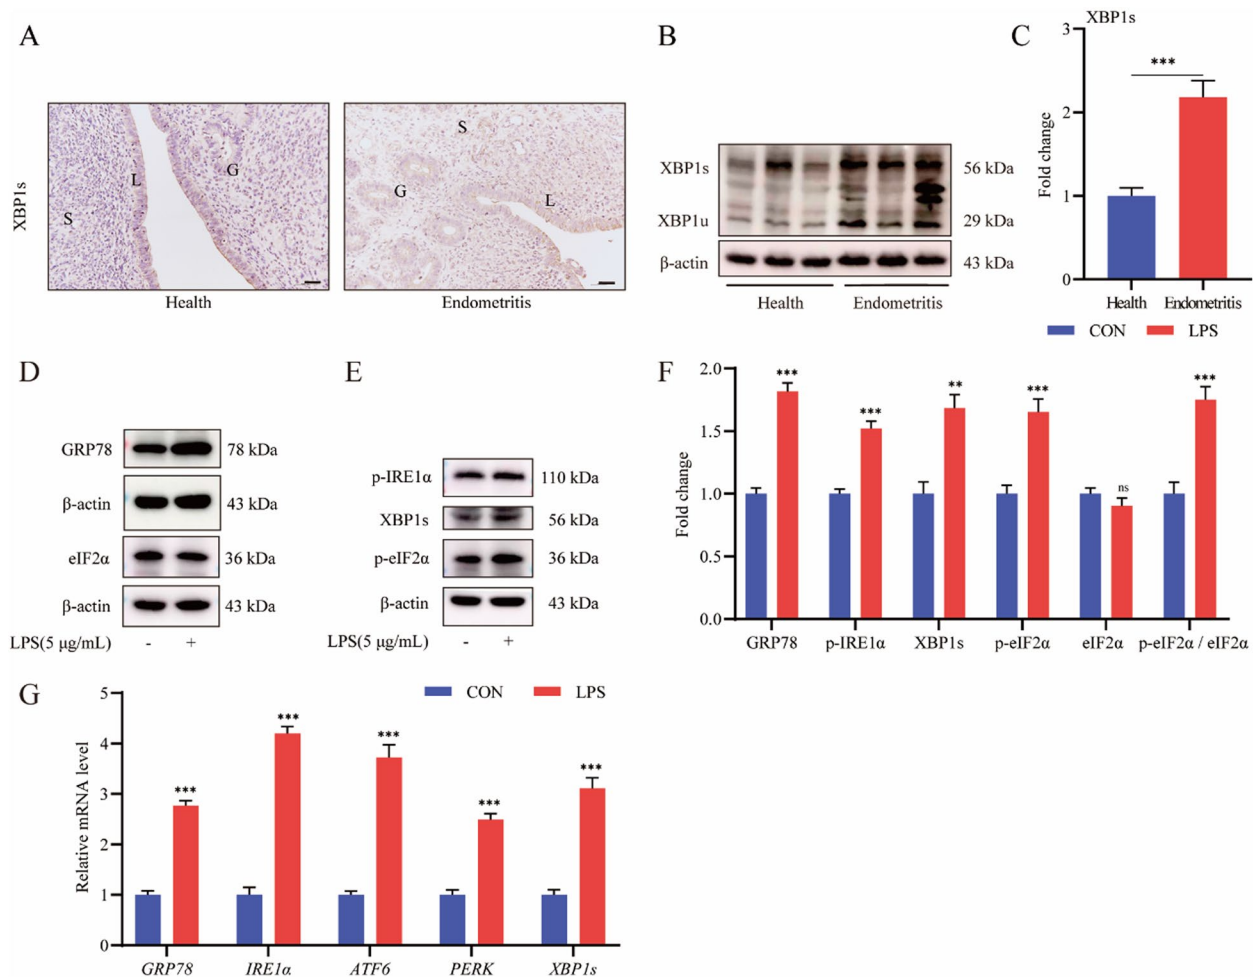 A
XBP1s
S
L
G
Health
S
G
L
Endometritis
B
XBP1s
56 kDa
XBP1u
29 kDa
β-actin
43 kDa
Health
Endometritis
C
XBP1s
***
Fold change
3
2
1
0
Health
Endometritis
CON
LPS
D
GRP78
78 kDa
β-actin
43 kDa
eIF2α
36 kDa
β-actin
43 kDa
LPS(5 μg/mL)
-
+
E
p-IRE1α
110 kDa
XBP1s
56 kDa
p-eIF2α
36 kDa
β-actin
43 kDa
LPS(5 μg/mL)
-
+
F
Fold change
2.0
1.5
1.0
0.5
0.0
***
***
**
***
ns
***
GRP78
p-IRE1α
XBP1s
p-eIF2α
eIF2α
p-eIF2α / eIF2α
G
CON
LPS
Relative mRNA level
5
4
3
2
1
0
***
***
***
***
***
GRP78
IRE1α
ATF6
PERK
XBP1s